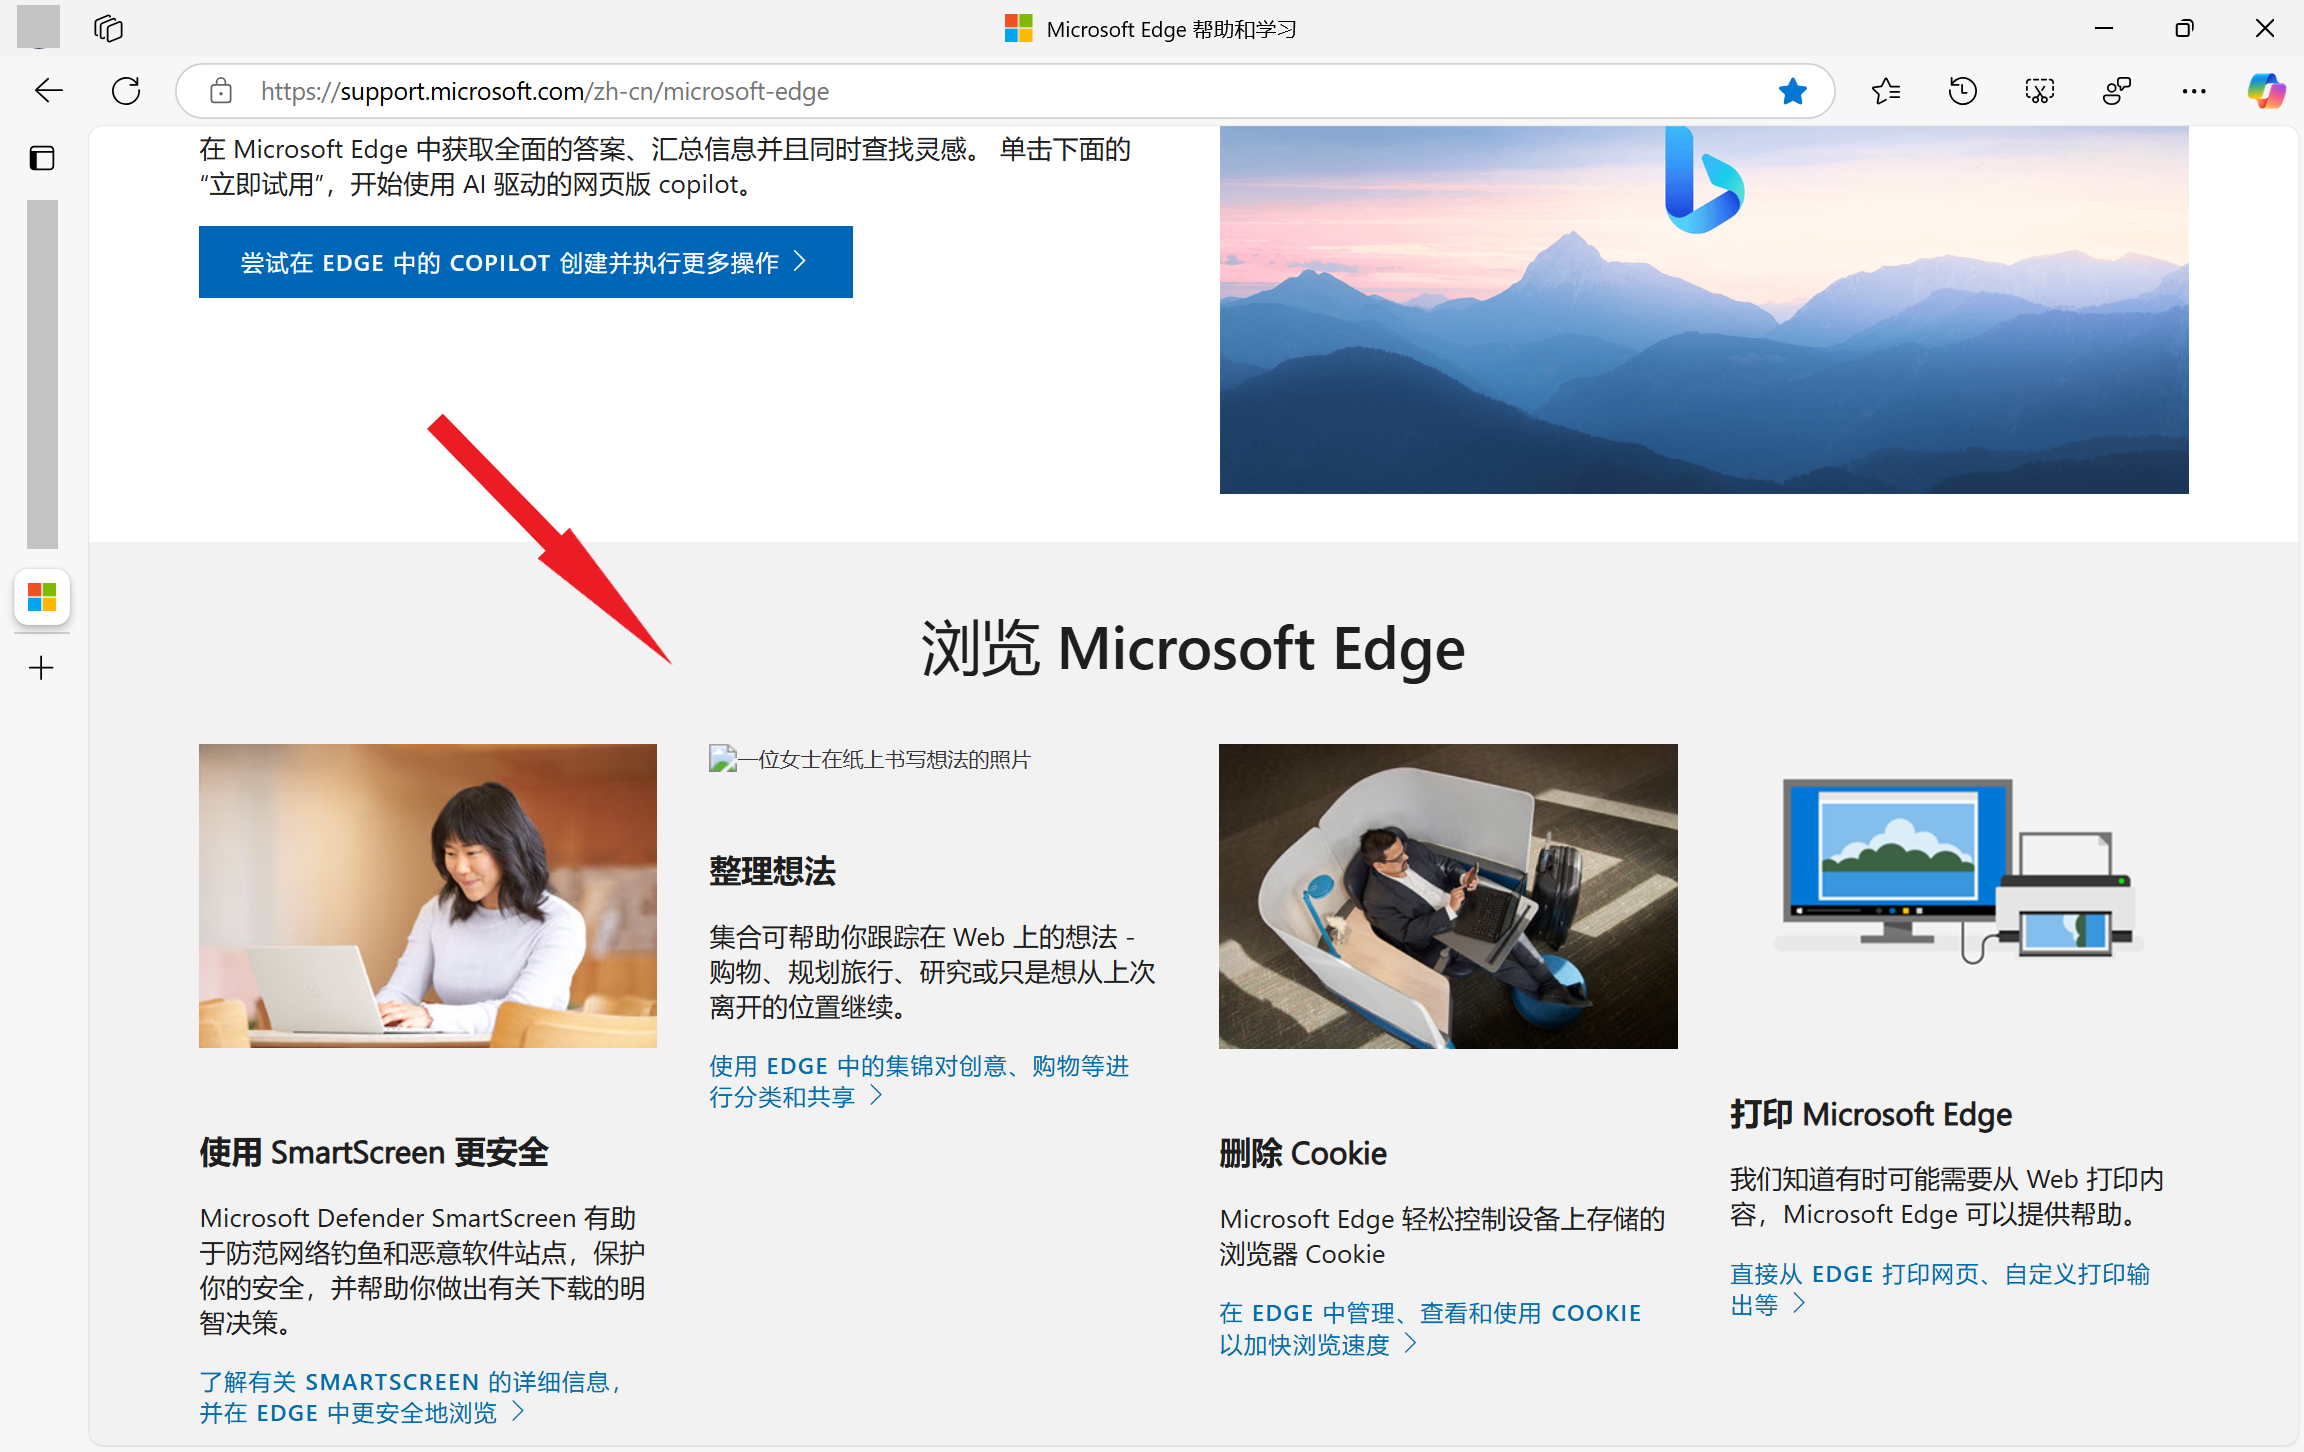 Microsoft Edge 帮助和学习
https://support.microsoft.com/zh-cn/microsoft-edge
在 Microsoft Edge 中获取全面的答案、汇总信息并且同时查找灵感。 单击下面的
“立即试用”，开始使用 AI 驱动的网页版 copilot。
尝试在 EDGE 中的 COPILOT 创建并执行更多操作
浏览 Microsoft Edge
使用 SmartScreen 更安全
Microsoft Defender SmartScreen 有助
于防范网络钓鱼和恶意软件站点，保护
你的安全，并帮助你做出有关下载的明
智决策。
了解有关 SMARTSCREEN 的详细信息，
并在 EDGE 中更安全地浏览
一位女士在纸上书写想法的照片
整理想法
集合可帮助你跟踪在 Web 上的想法 -
购物、规划旅行、研究或只是想从上次
离开的位置继续。
使用 EDGE 中的集锦对创意、购物等进
行分类和共享
删除 Cookie
Microsoft Edge 轻松控制设备上存储的
浏览器 Cookie
在 EDGE 中管理、查看和使用 COOKIE
以加快浏览速度
打印 Microsoft Edge
我们知道有时可能需要从 Web 打印内
容，Microsoft Edge 可以提供帮助。
直接从 EDGE 打印网页、自定义打印输
出等